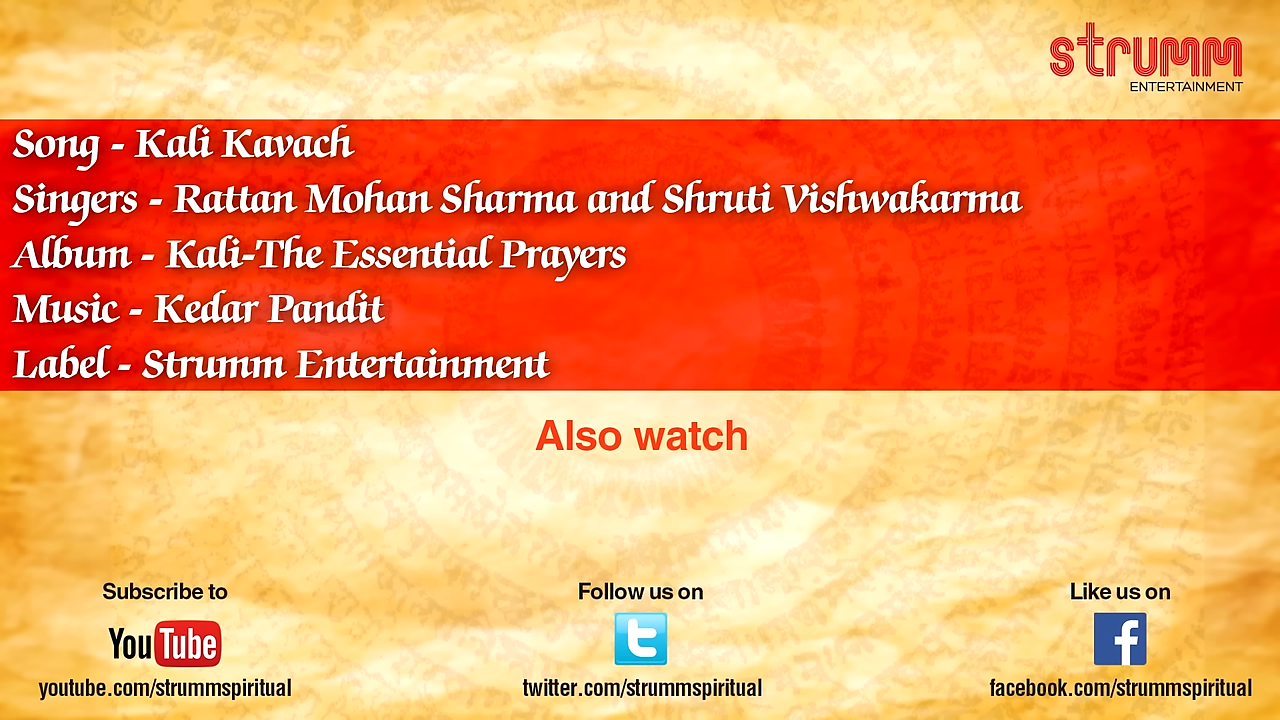 strumm
ENTERTAINMENT
Song - Kali Kavach
Singers - Rattan Mohan Sharma and Shruti Vishwakarma
Album - Kali-The Essential Prayers
Music - Kedar Pandit
Label - Strumm Entertainment
Also watch
Subscribe to
YouTube
youtube.com/strummspiritual
Follow us on
twitter.com/strummspiritual
Like us on
facebook.com/strummspiritual